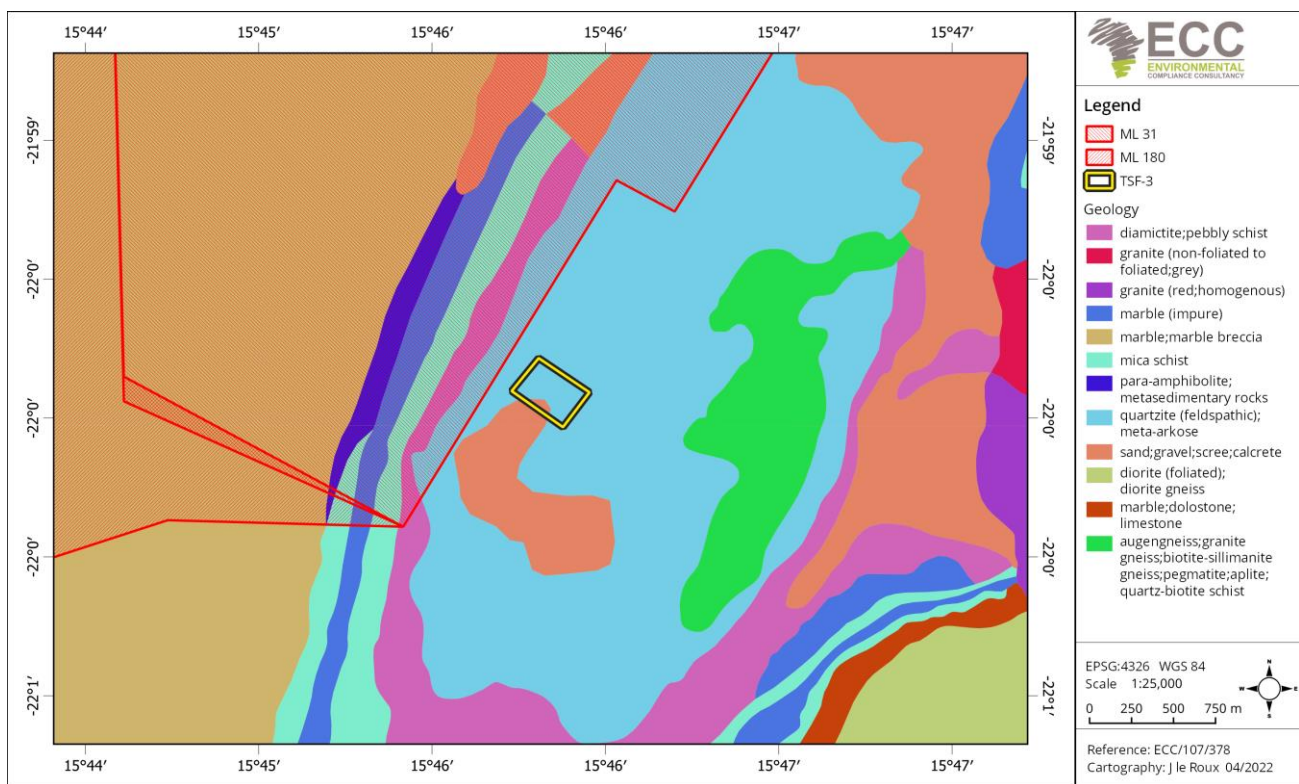 15°44′ 15°45′ 15°46′ 15°46′ 15°47′ 15°47′
-21°59′ -21°59′
-22°0′ -22°0′
-22°0′ -22°0′
-22°0′ -22°0′
-22°1′ -22°1′
15°44′ 15°45′ 15°46′ 15°46′ 15°47′ 15°47′
ECC
ENVIRONMENTAL
COMPLIANCE CONSULTANCY
Legend
ML 31
ML 180
TSF-3
Geology
diamictite;pebbly schist
granite (non-foliated to
foliated;grey)
granite (red;homogenous)
marble (impure)
marble;marble breccia
mica schist
para-amphibolite;
metasedimentary rocks
quartzite (feldspathic);
meta-arkose
sand;gravel;scree;calcrete
diorite (foliated);
diorite gneiss
marble;dolostone;
limestone
augengneiss;granite
gneiss;biotite-sillimanite
gneiss;pegmatite;aplite;
quartz-biotite schist
EPSG:4326 WGS 84
Scale 1:25,000
0 250 500 750 m
N
W E
S
Reference: ECC/107/378
Cartography: J le Roux 04/2022